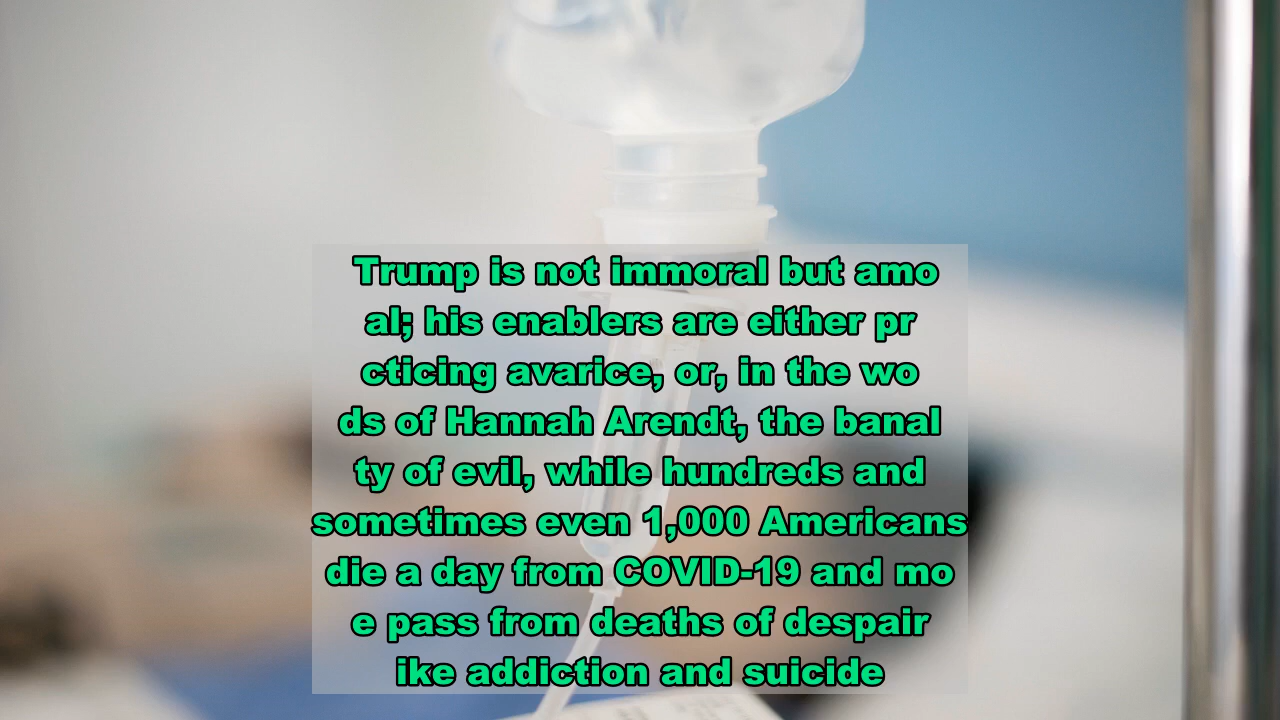 Trump is not immoral but amo
al; his enablers are either pr
cticing avarice, or, in the wo
ds of Hannah Arendt, the banal
ty of evil, while hundreds and
sometimes even 1,000 Americans
die a day from COVID-19 and mo
e pass from deaths of despair
ike addiction and suicide